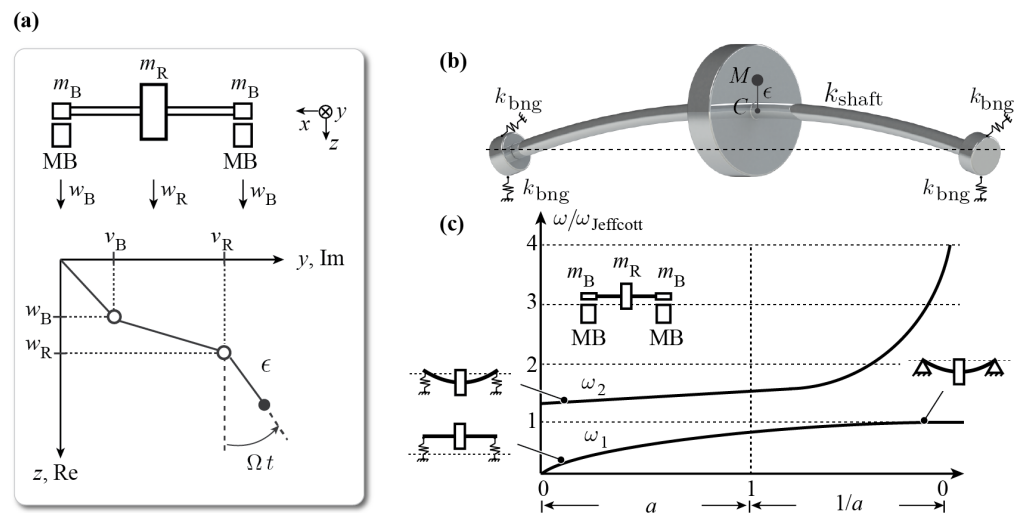 (a)
m_R
m_B m_B
x y
z
MB MB
w_B w_R w_B
v_B v_R
y, Im
w_B
w_R
ϵ
Ω t
z, Re
(b)
M
ϵ
C
k_shaft
k_bng k_bng
k_bng k_bng
(c)
ω/ω_Jeffcott
4
m_B m_R m_B
3
MB MB
2
ω_2
1
ω_1
0 1 0
a 1/a